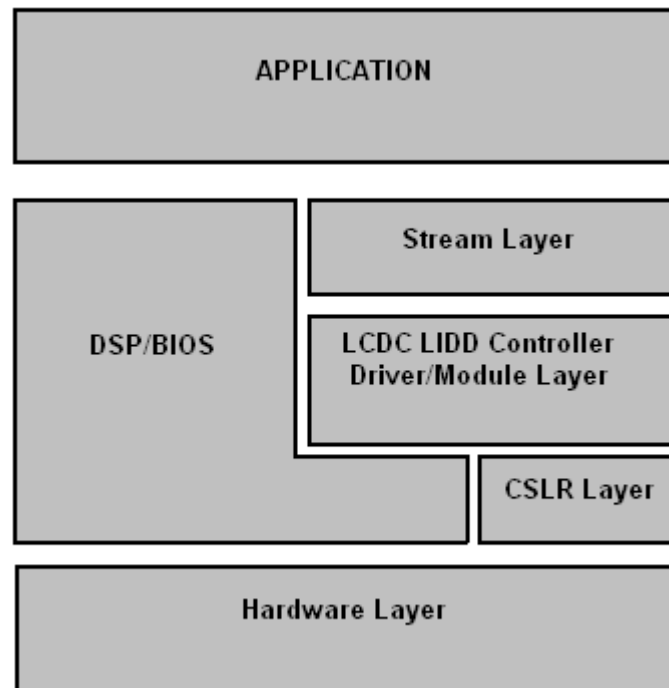 APPLICATION
Stream Layer
DSP/BIOS
LCDC LIDD Controller
Driver/Module Layer
CSLR Layer
Hardware Layer